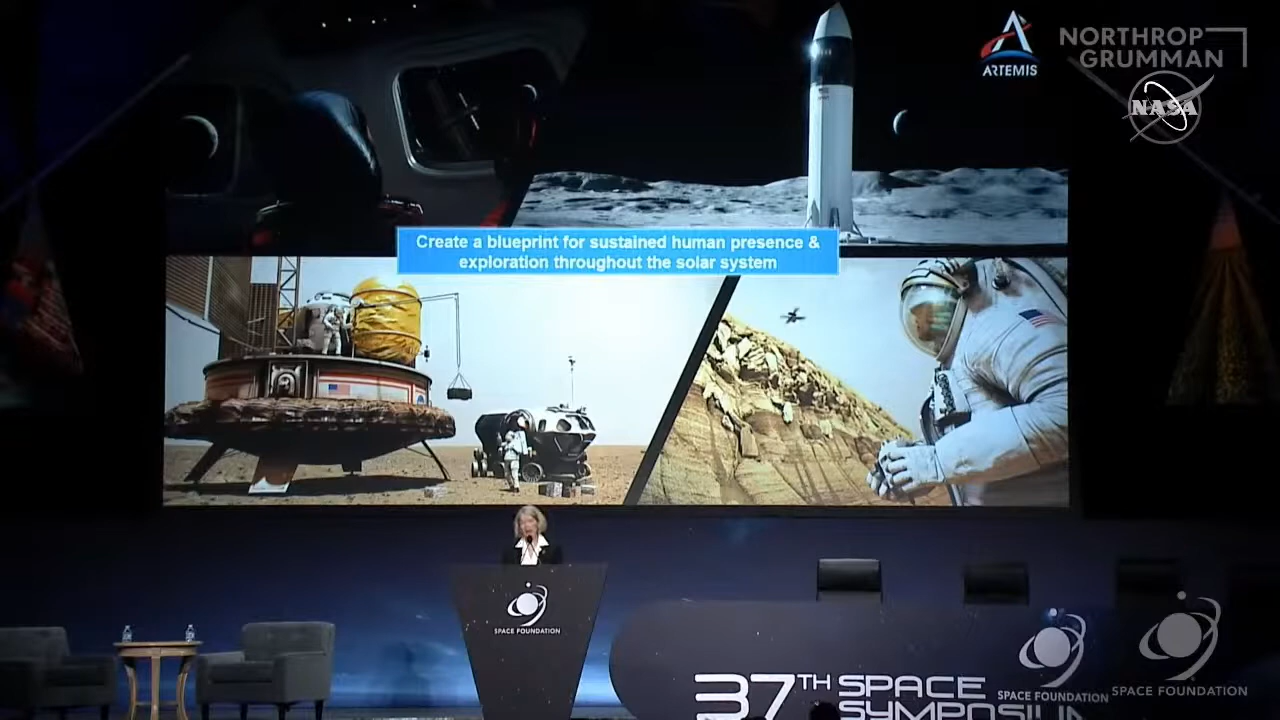 ARTEMIS
NORTHROP
GRUMMAN
NASA
Create a blueprint for sustained human presence &
exploration throughout the solar system
SPACE FOUNDATION
37TH SPACE
SYMPOSIUM
SPACE FOUNDATION
SPACE FOUNDATION